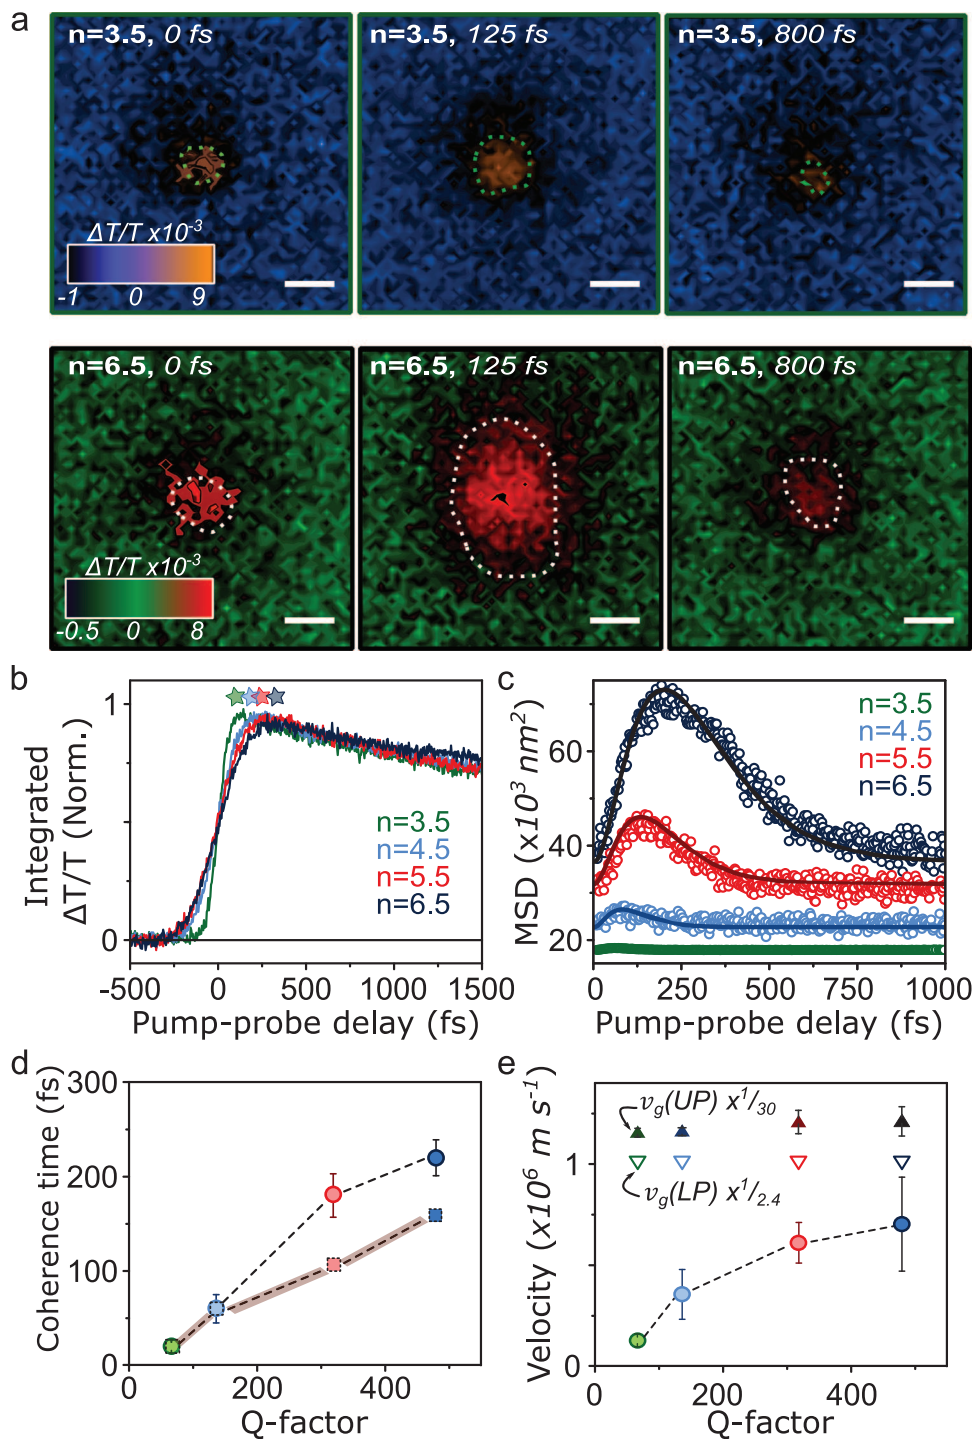 a
n=3.5, 0 fs
n=3.5, 125 fs
n=3.5, 800 fs
ΔT/T x10⁻³
-1 0 9
n=6.5, 0 fs
n=6.5, 125 fs
n=6.5, 800 fs
ΔT/T x10⁻³
-0.5 0 8
b
Integrated
ΔT/T (Norm.)
1
0
n=3.5
n=4.5
n=5.5
n=6.5
-500 0 500 1000 1500
Pump-probe delay (fs)
c
MSD (x10³ nm²)
60
40
20
n=3.5
n=4.5
n=5.5
n=6.5
0 250 500 750 1000
Pump-probe delay (fs)
d
Coherence time (fs)
300
200
100
0
0 200 400
Q-factor
e
Velocity (x10⁶ m s⁻¹)
1
0
v_g(UP) x¹/₃₀
v_g(LP) x¹/₂.₄
0 200 400
Q-factor